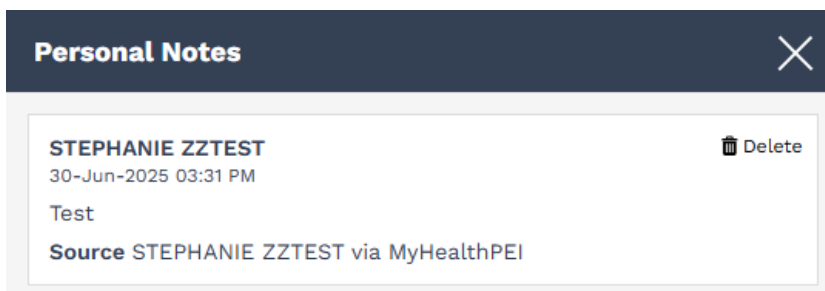 Personal Notes
STEPHANIE ZZTEST
Delete
30-Jun-2025 03:31 PM
Test
Source STEPHANIE ZZTEST via MyHealthPEI